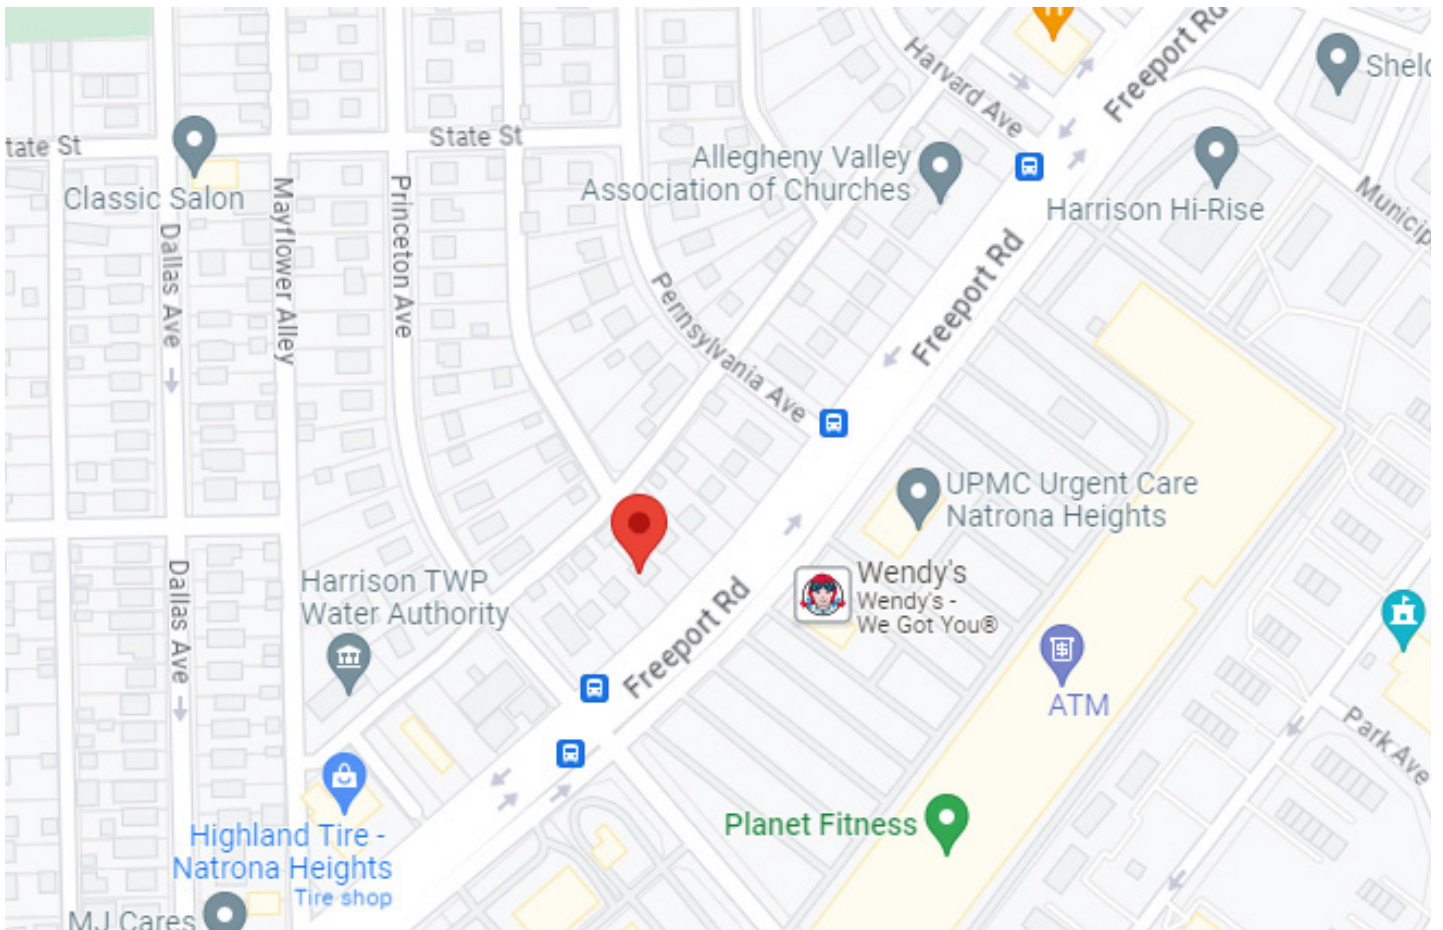 Harvard Ave
Freeport Rd
Shelc
tate St
State St
Allegheny Valley
Association of Churches
Classic Salon
Mayflower Alley
Princeton Ave
Harrison Hi-Rise
Municip
Dallas Ave
Freeport Rd
Pennsylvania Ave
UPMC Urgent Care
Natrona Heights
Dallas Ave
Harrison TWP
Water Authority
Wendy's
Wendy's -
We Got You®
Freeport Rd
$
ATM
Park Ave
Planet Fitness
Highland Tire -
Natrona Heights
Tire shop
MJ Cares